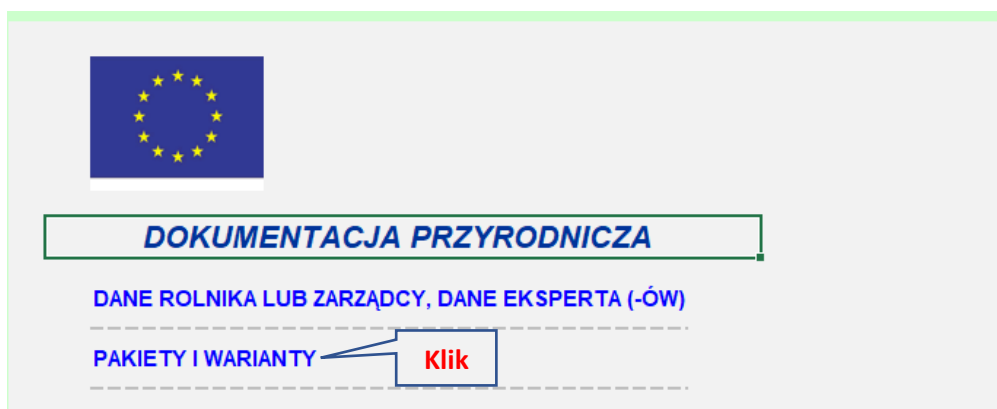 DOKUMENTACJA PRZYRODNICZA
DANE ROLNIKA LUB ZARZĄDCY, DANE EKSPERTA (-ÓW)
PAKIETY I WARIANTY
Klik